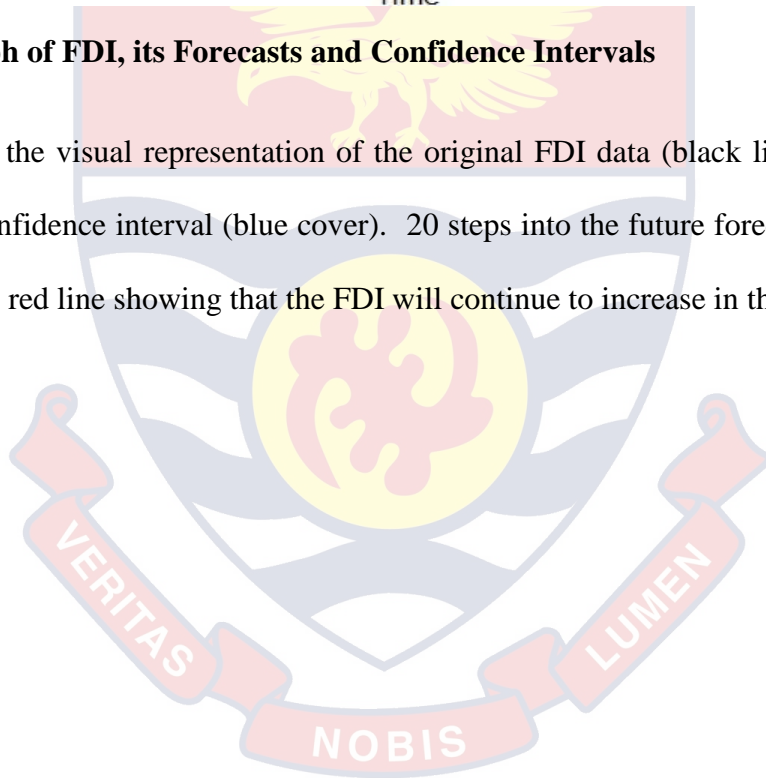 Time
h of FDI, its Forecasts and Confidence Intervals
the visual representation of the original FDI data (black li
nfidence interval (blue cover).  20 steps into the future fore
red line showing that the FDI will continue to increase in th
VERITAS
NOBIS
LUMEN